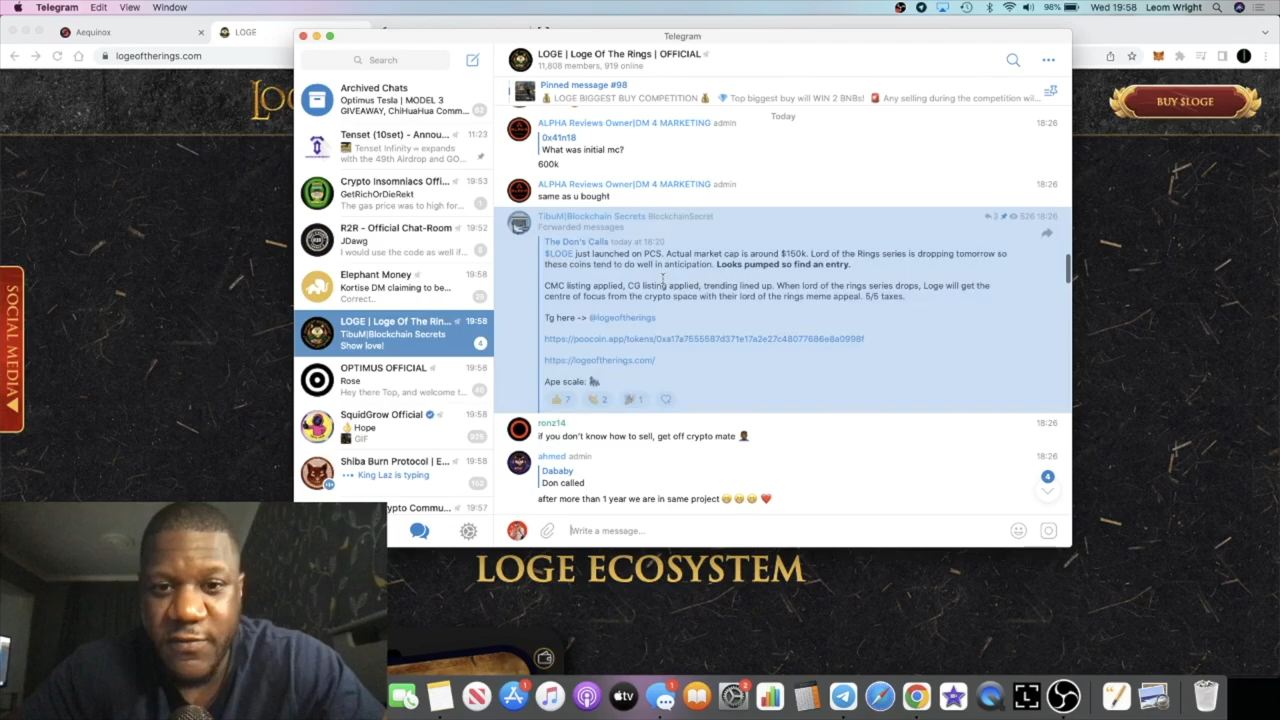 Telegram Edit View Window
98% Wed 19:58 Leom Wright
Aequinox
LOGE
logeoftherings.com
BUY $LOGE
SOCIAL MEDIA
Telegram
Search
Archived Chats
Optimus Tesla | MODEL 3
GIVEAWAY, ChiHuaHua Comm...
Tenset (10set) - Annou...
11:23
Tenset Infinity ∞ expands
with the 49th Airdrop and GO...
Crypto Insomniacs Offi...
19:53
GetRichOrDieRekt
The gas price was to high for...
1
R2R - Official Chat-Room
19:52
JDawg
I would use the code as well if...
Elephant Money
19:58
Kortise DM claiming to be...
Correct..
LOGE | Loge Of The Rin...
19:58
TibuM|Blockchain Secrets
Show love!
4
OPTIMUS OFFICIAL
19:58
Rose
Hey there Top, and welcome t...
SquidGrow Official
19:58
👌 Hope
GIF
925
Shiba Burn Protocol | E...
19:58
King Laz is typing
152
ypto Commu...
19:57
LOGE | Loge Of The Rings | OFFICIAL
11,608 members, 919 online
Pinned message #98
💰 LOGE BIGGEST BUY COMPETITION 💰 💎 Top biggest buy will WIN 2 BNBs! 🚨 Any selling during the competition wil...
Today
ALPHA Reviews Owner|DM 4 MARKETING admin
18:26
0x41n18
What was initial mc?
600k
ALPHA Reviews Owner|DM 4 MARKETING admin
18:26
same as u bought
TibuM|Blockchain Secrets BlockchainSecret
3 526 18:26
Forwarded messages
The Don's Calls today at 18:20
$LOGE just launched on PCS. Actual market cap is around $150k. Lord of the Rings series is dropping tomorrow so
these coins tend to do well in anticipation. Looks pumped so find an entry.
CMC listing applied, CG listing applied, trending lined up. When lord of the rings series drops, Loge will get the
centre of focus from the crypto space with their lord of the rings meme appeal. 5/5 taxes.
Tg here -> @logeoftherings
https://logeoftherings.com/
Ape scale: 🦍
👍 7 👏 2 🎉 1
ronz14
18:26
if you don't know how to sell, get off crypto mate
ahmed admin
18:26
Dababy
Don called
after more than 1 year we are in same project 😁😁😁 ❤️
4
Write a message...
LOGE ECOSYSTEM